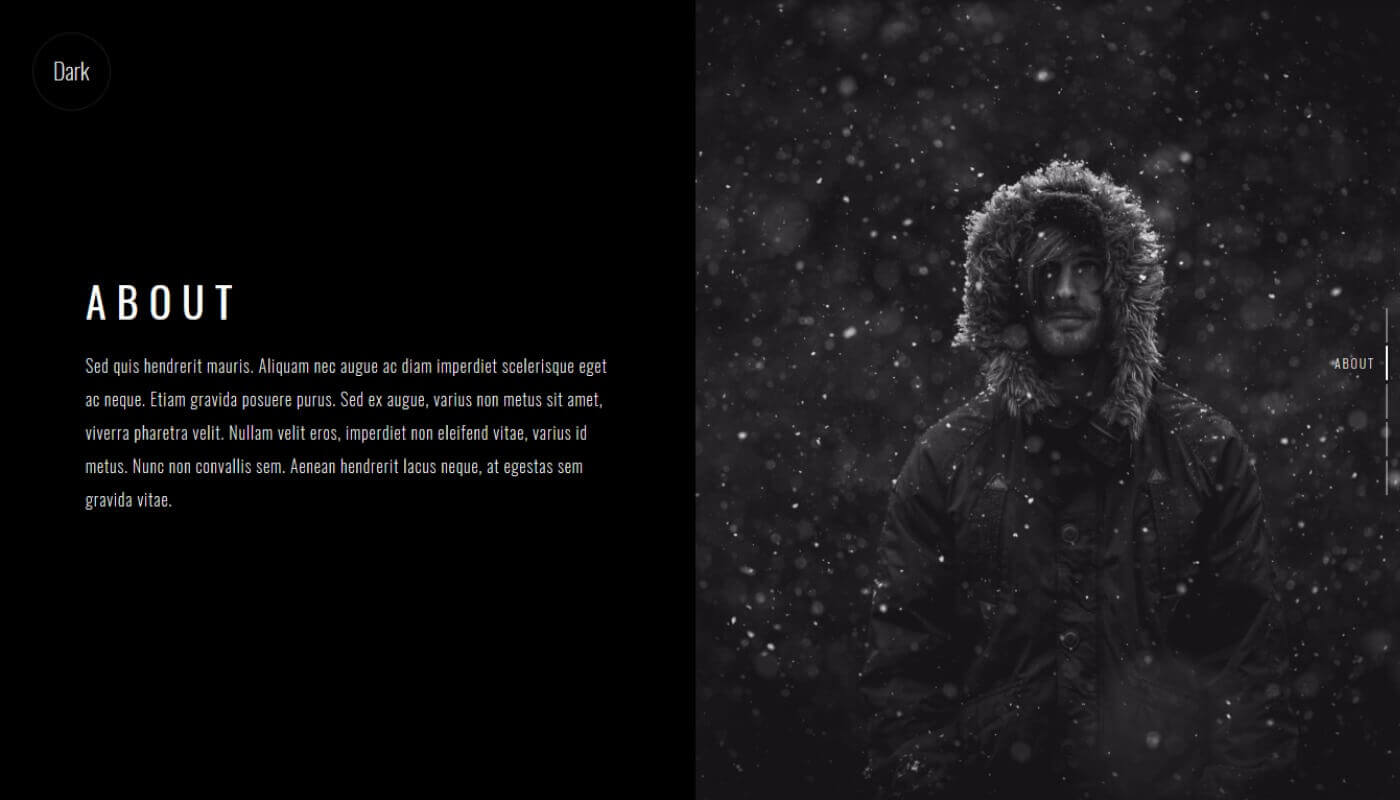 Dark
ABOUT
Sed quis hendrerit mauris. Aliquam nec augue ac diam imperdiet scelerisque eget
ac neque. Etiam gravida posuere purus. Sed ex augue, varius non metus sit amet,
viverra pharetra velit. Nullam velit eros, imperdiet non eleifend vitae, varius id
metus. Nunc non convallis sem. Aenean hendrerit lacus neque, at egestas sem
gravida vitae.
ABOUT